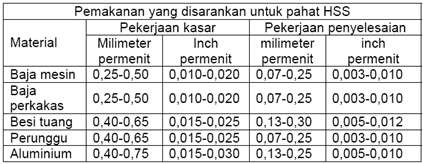 Pemakanan yang disarankan untuk pahat HSS
Material Pekerjaan kasar Pekerjaan penyelesaian
Milimeter permenit Inch permenit milimeter permenit inch permenit
Baja mesin 0,25-0,50 0,010-0,020 0,07-0,25 0,003-0,010
Baja perkakas 0,25-0,50 0,010-0,020 0,07-0,25 0,003-0,010
Besi tuang 0,40-0,65 0,015-0,025 0,13-0,30 0,005-0,012
Perunggu 0,40-0,65 0,015-0,025 0,07-0,25 0,003-0,010
Aluminium 0,40-0,75 0,015-0,030 0,13-0,25 0,005-0,010